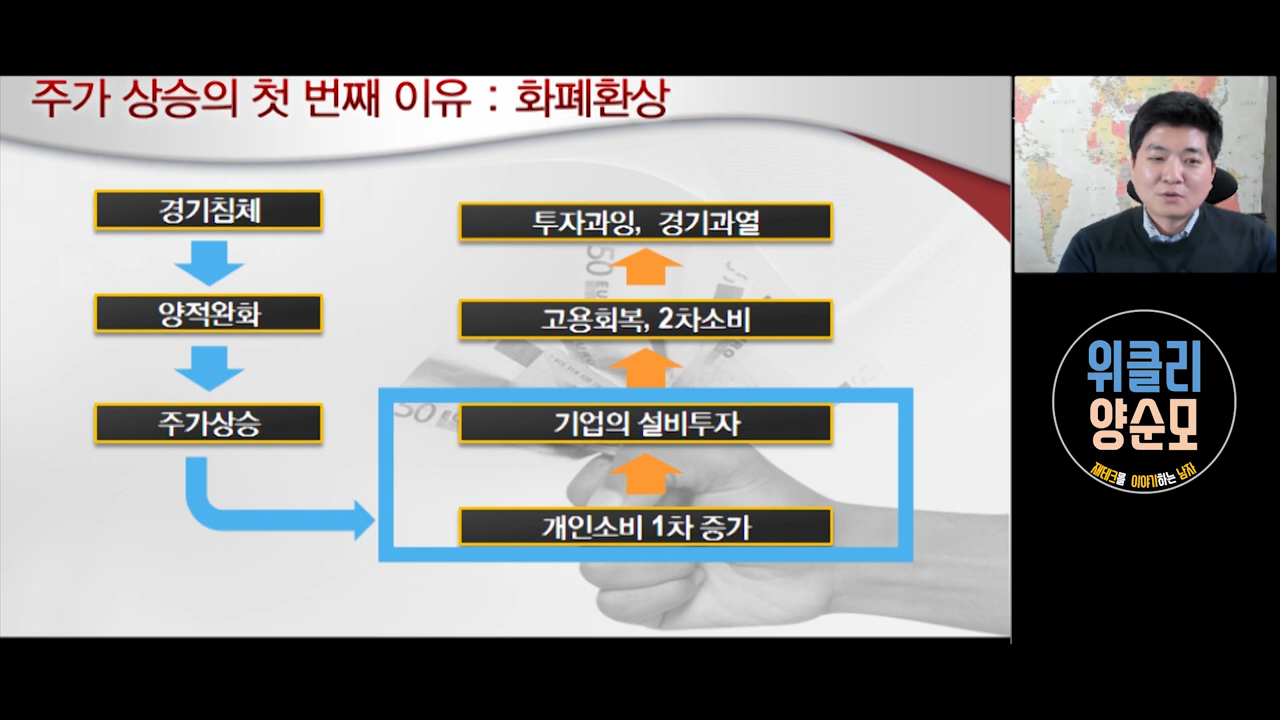 주가 상승의 첫 번째 이유 : 화폐환상
경기침체
양적완화
주가상승
투자과잉, 경기과열
고용회복, 2차소비
기업의 설비투자
개인소비 1차 증가
위클리
양순모
재테크를 이야기하는 남자
50
50